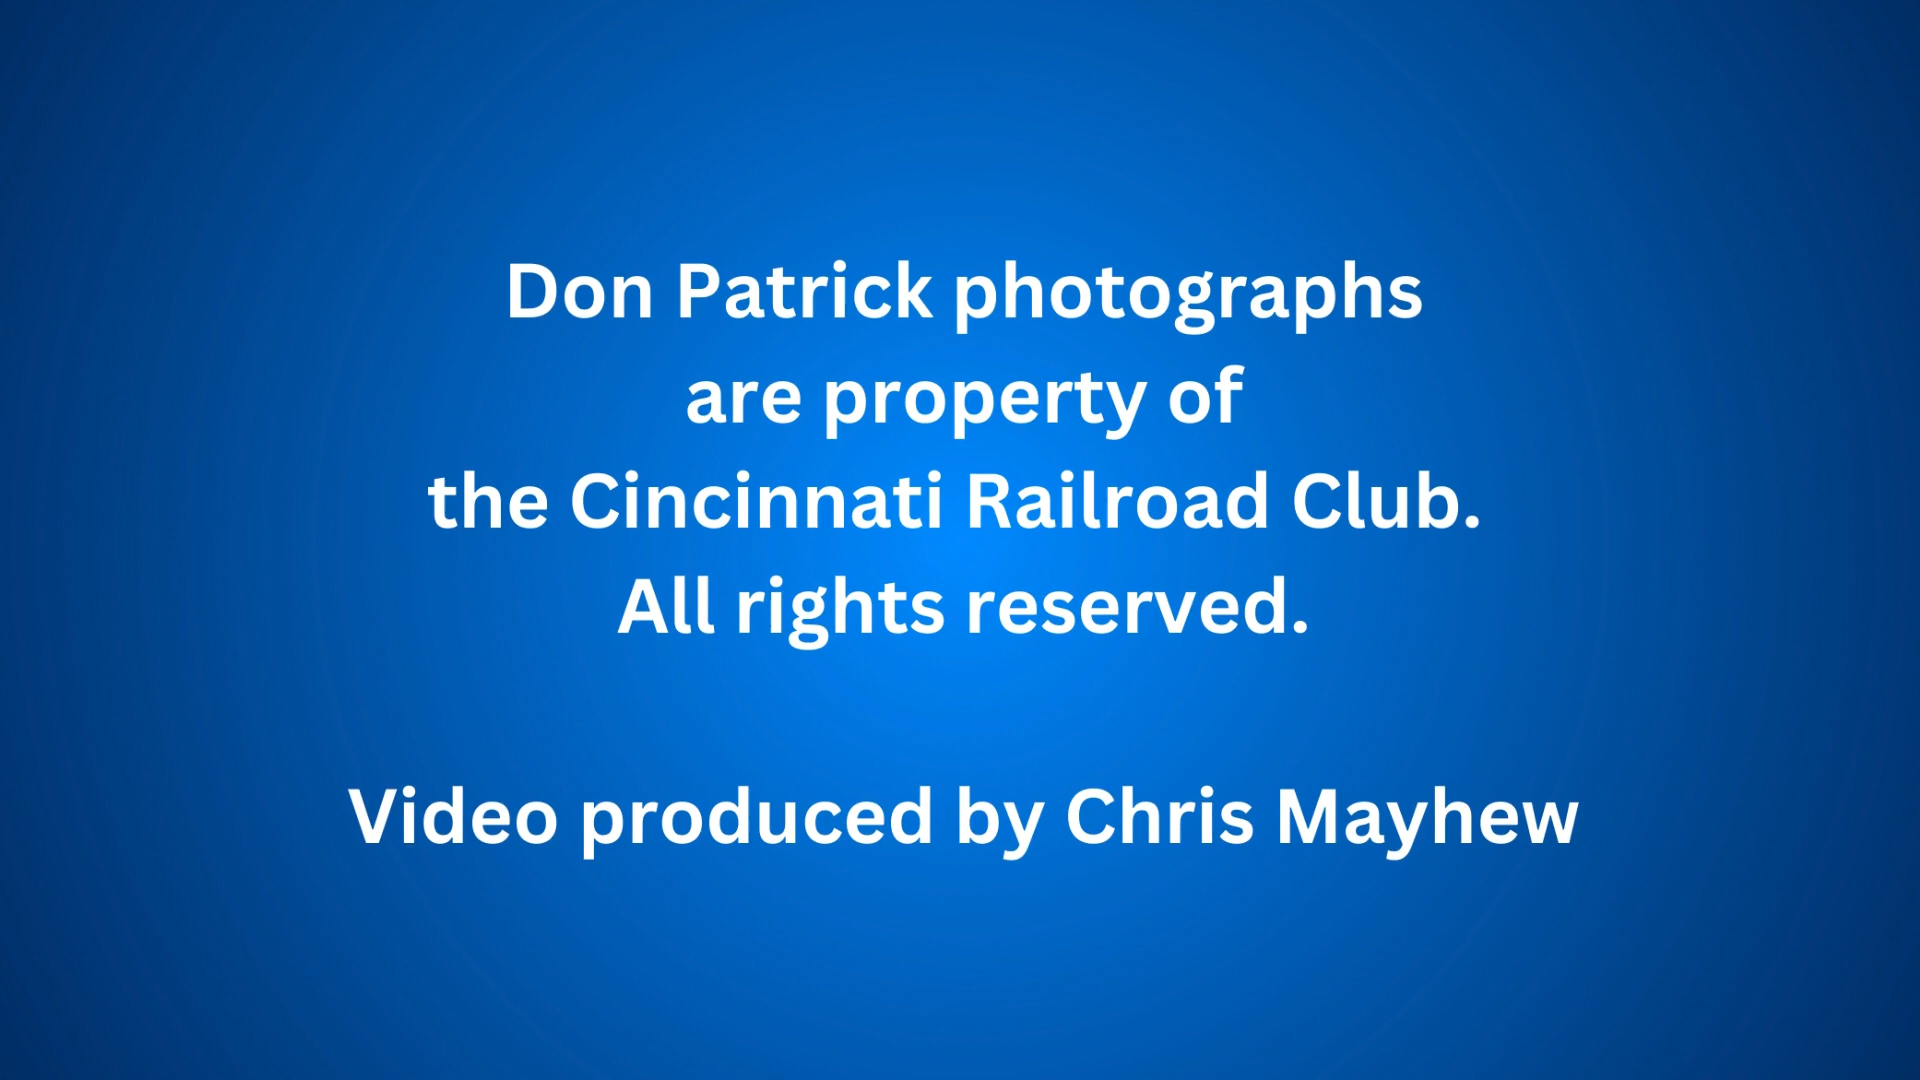 Don Patrick photographs
are property of
the Cincinnati Railroad Club.
All rights reserved.
Video produced by Chris Mayhew